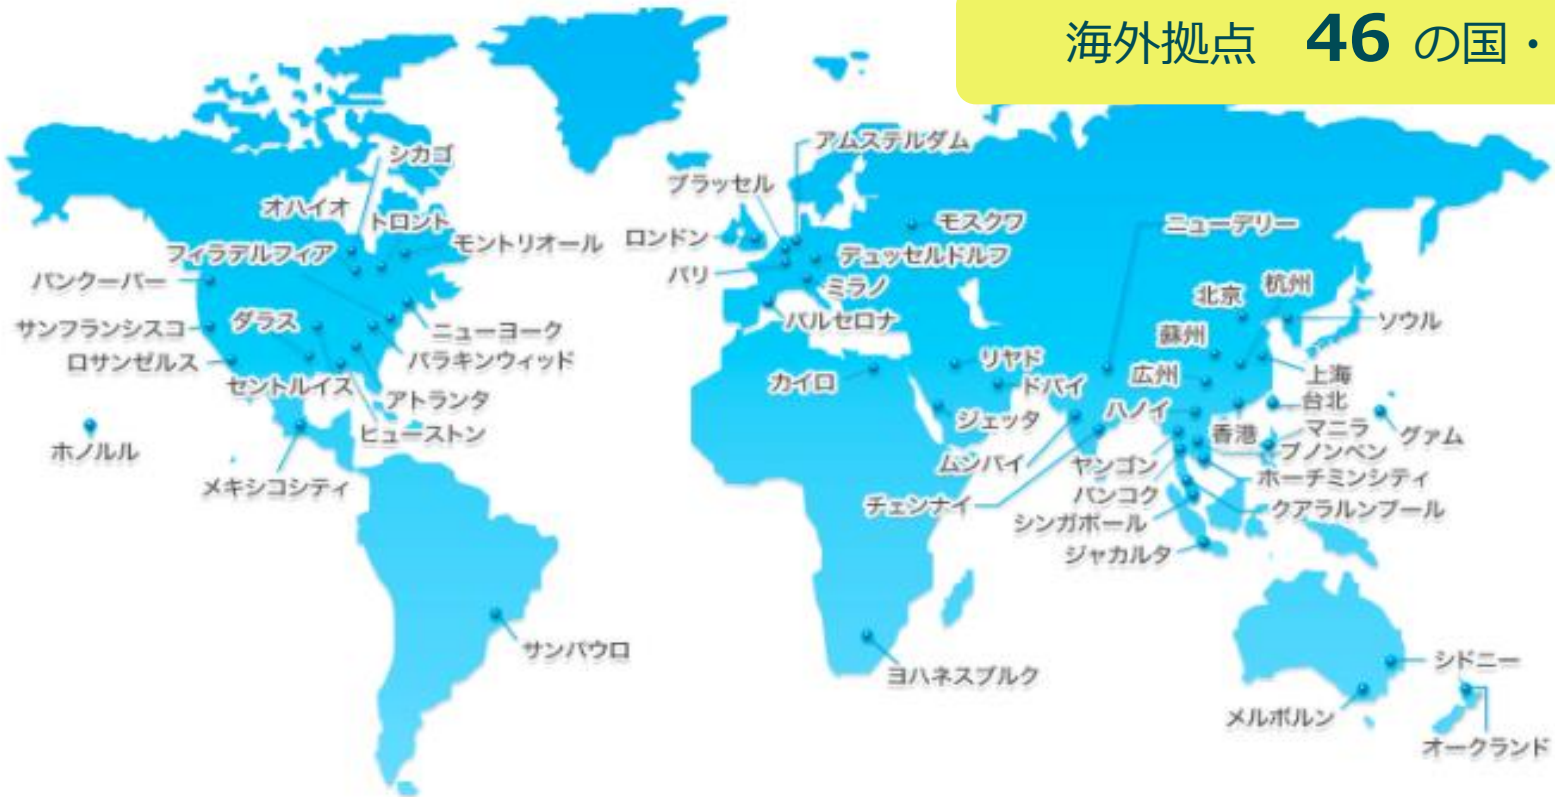 海外拠点 46 の国・
アムステルダム
シカゴ
ブラッセル
オハイオ
トロント
モスクワ
ニューデリー
ロンドン
モントリオール
フィラデルフィア
デュッセルドルフ
パリ
バンクーバー
ミラノ
杭州
北京
バルセロナ
ソウル
サンフランシスコ
ダラス
ニューヨーク
蘇州
ロサンゼルス
バラキンウィッド
リヤド
広州
上海
カイロ
ドバイ
セントルイス
アトランタ
台北
ハノイ
ジェッタ
ヒューストン
香港
マニラ
グァム
ホノルル
プノンペン
ムンバイ
ヤンゴン
ホーチミンシティ
メキシコシティ
バンコク
チェンナイ
クアラルンプール
シンガポール
ジャカルタ
サンパウロ
シドニー
ヨハネスブルク
メルボルン
オークランド